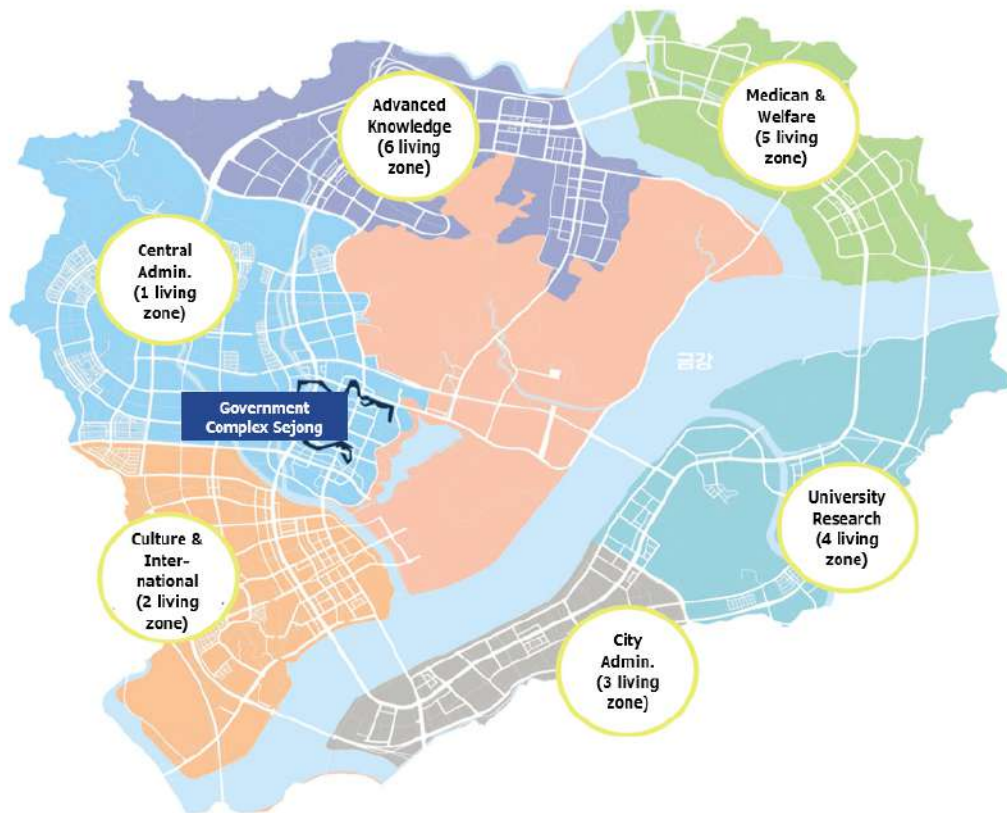 Advanced
Knowledge
(6 living
zone)
Medican &
Welfare
(5 living
zone)
Central
Admin.
(1 living
zone)
금강
Government
Complex Sejong
University
Research
(4 living
zone)
Culture &
Inter-
national
(2 living
zone)
City
Admin.
(3 living
zone)